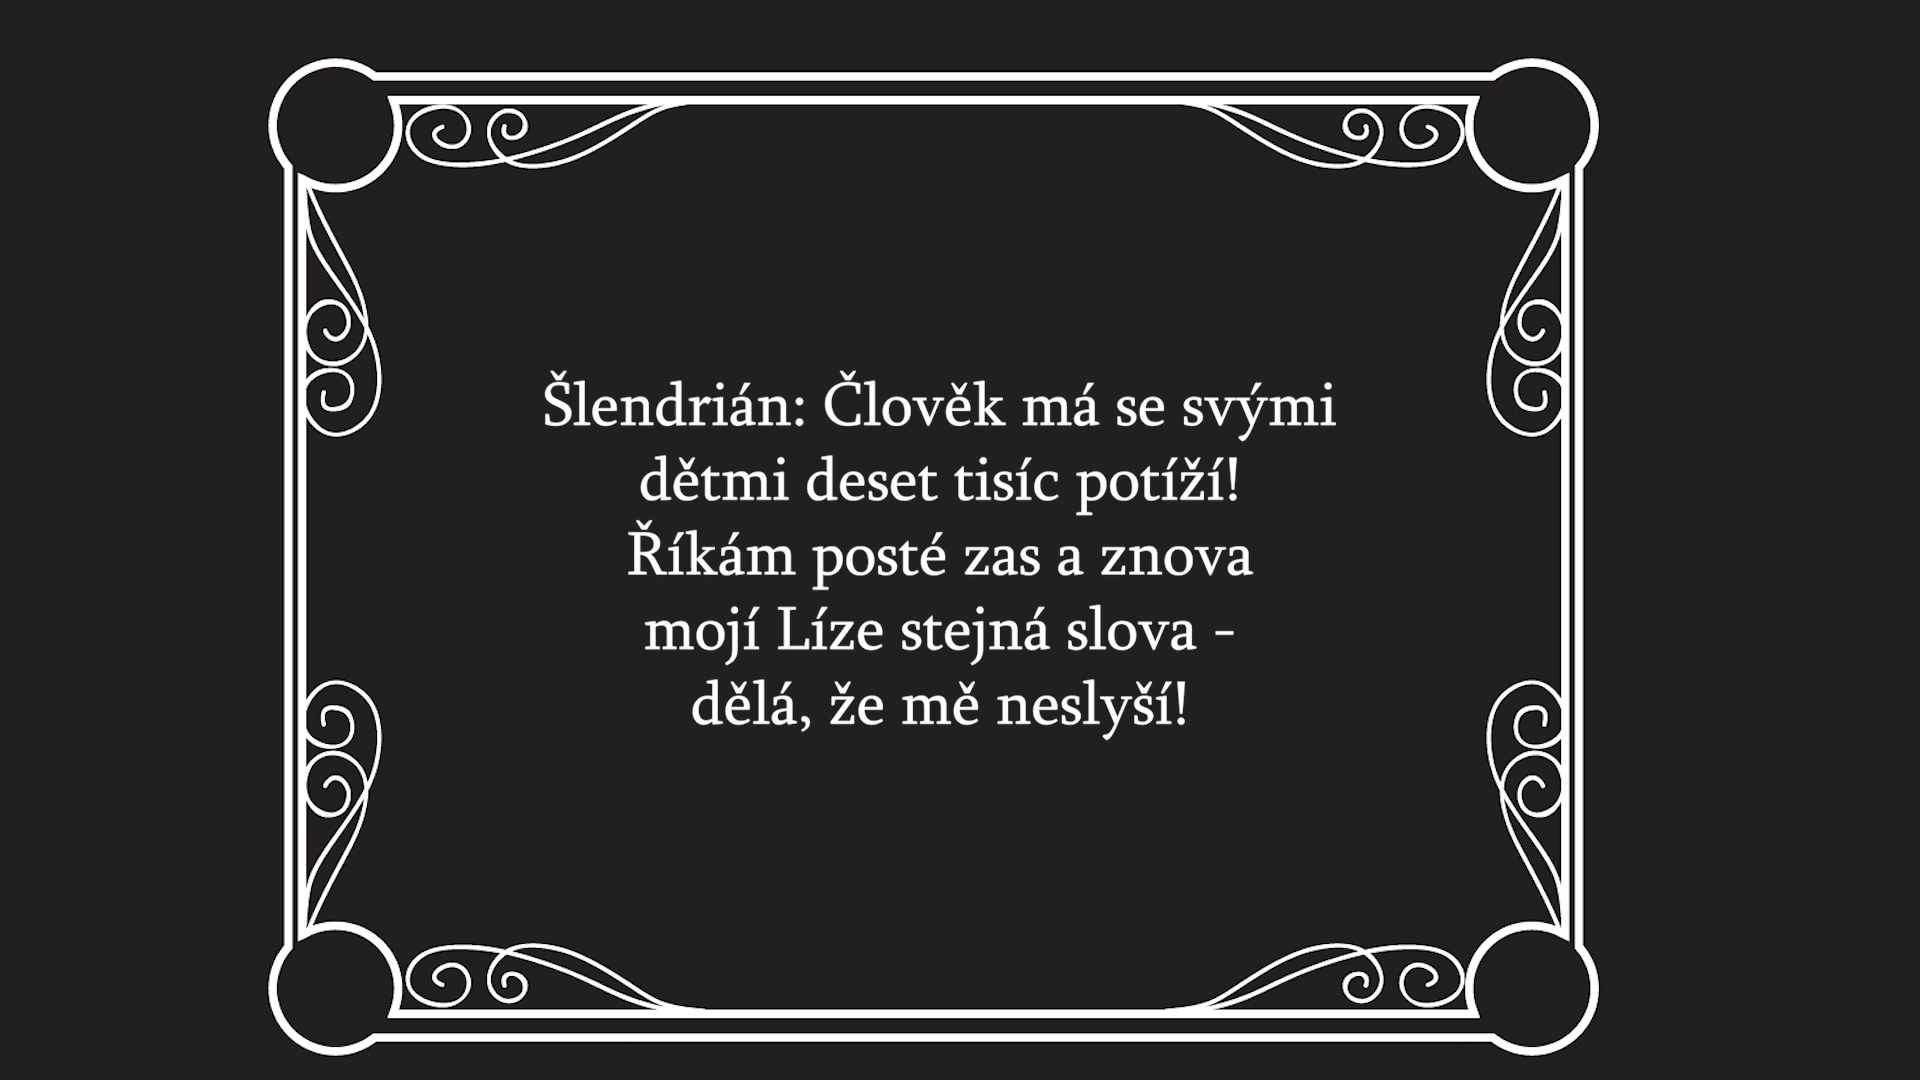 Šlendrián: Člověk má se svými
dětmi deset tisíc potíží!
Říkám posté zas a znova
mojí Líze stejná slova -
dělá, že mě neslyší!